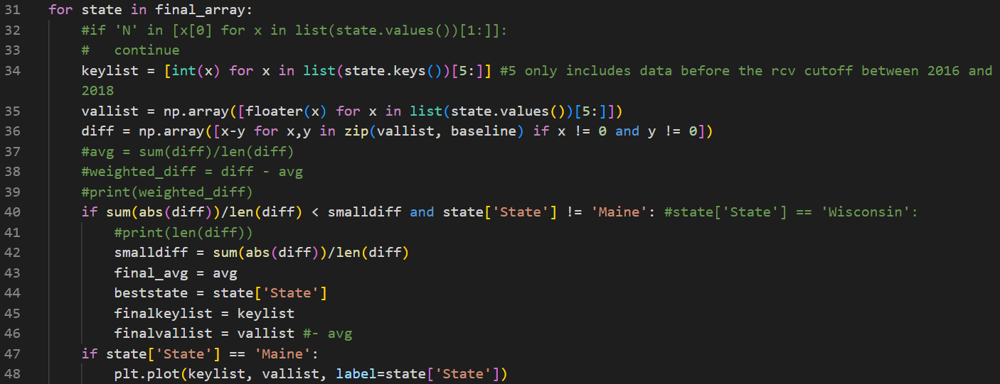 31 for state in final_array:
32 #if 'N' in [x[0] for x in list(state.values())[1:]]:
33 #   continue
34 keylist = [int(x) for x in list(state.keys())[5:]] #5 only includes data before the rcv cutoff between 2016 and
2018
35 vallist = np.array([floater(x) for x in list(state.values())[5:]])
36 diff = np.array([x-y for x,y in zip(vallist, baseline) if x != 0 and y != 0])
37 #avg = sum(diff)/len(diff)
38 #weighted_diff = diff - avg
39 #print(weighted_diff)
40 if sum(abs(diff))/len(diff) < smalldiff and state['State'] != 'Maine': #state['State'] == 'Wisconsin':
41 #print(len(diff))
42 smalldiff = sum(abs(diff))/len(diff)
43 final_avg = avg
44 beststate = state['State']
45 finalkeylist = keylist
46 finalvallist = vallist #- avg
47 if state['State'] == 'Maine':
48 plt.plot(keylist, vallist, label=state['State'])